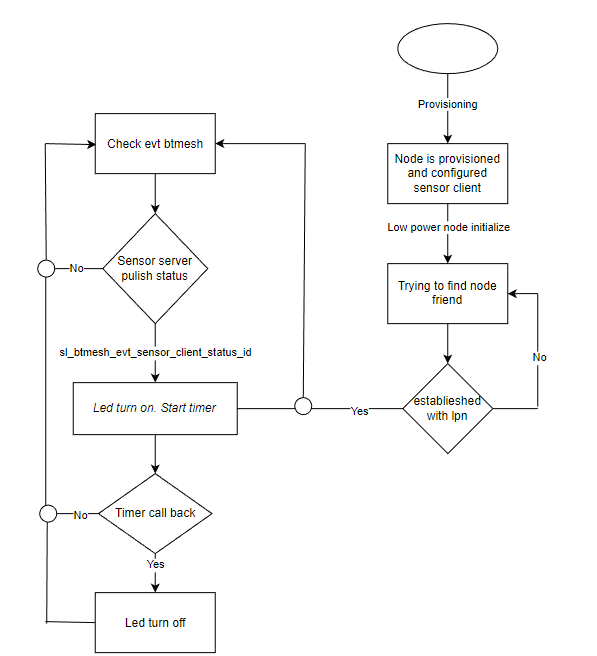 Provisioning
Node is provisioned
and configured
sensor client
Low power node initialize
Trying to find node
friend
No
establieshed
with lpn
Yes
Check evt btmesh
Sensor server
pulish status
No
sl_btmesh_evt_sensor_client_status_id
Led turn on. Start timer
Timer call back
No
Yes
Led turn off